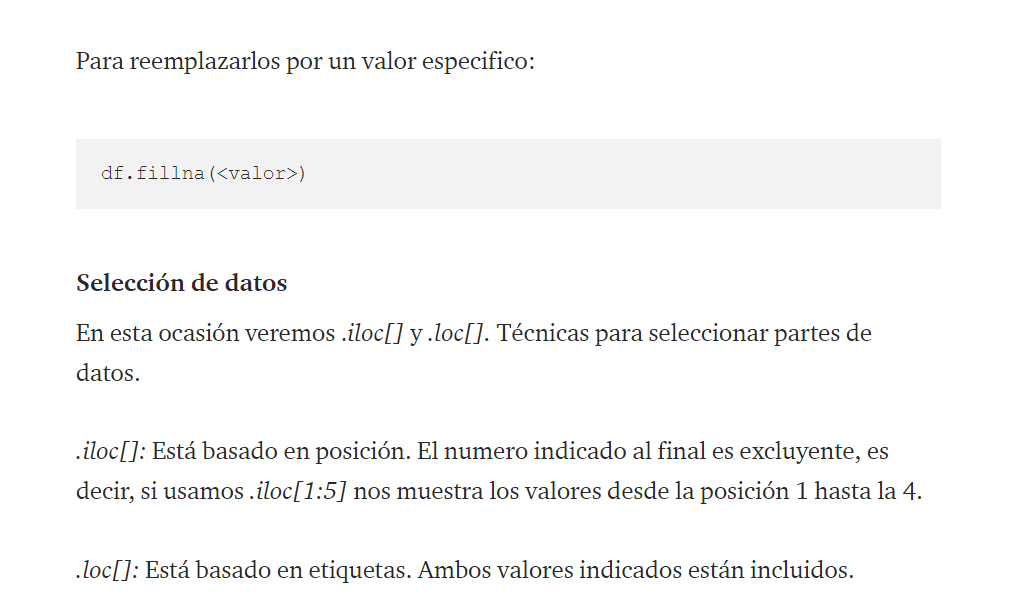 Para reemplazarlos por un valor especifico:
df.fillna(<valor>)
Selección de datos
En esta ocasión veremos .iloc[] y .loc[]. Técnicas para seleccionar partes de
datos.
.iloc[]: Está basado en posición. El numero indicado al final es excluyente, es
decir, si usamos .iloc[1:5] nos muestra los valores desde la posición 1 hasta la 4.
.loc[]: Está basado en etiquetas. Ambos valores indicados están incluidos.